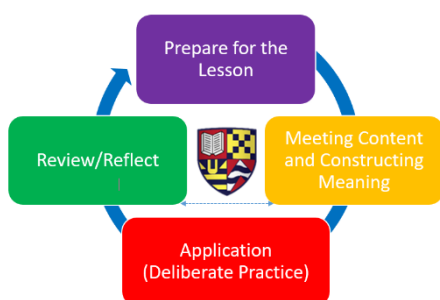 Prepare for the
Lesson
Meeting Content
and Constructing
Meaning
Application
(Deliberate Practice)
Review/Reflect